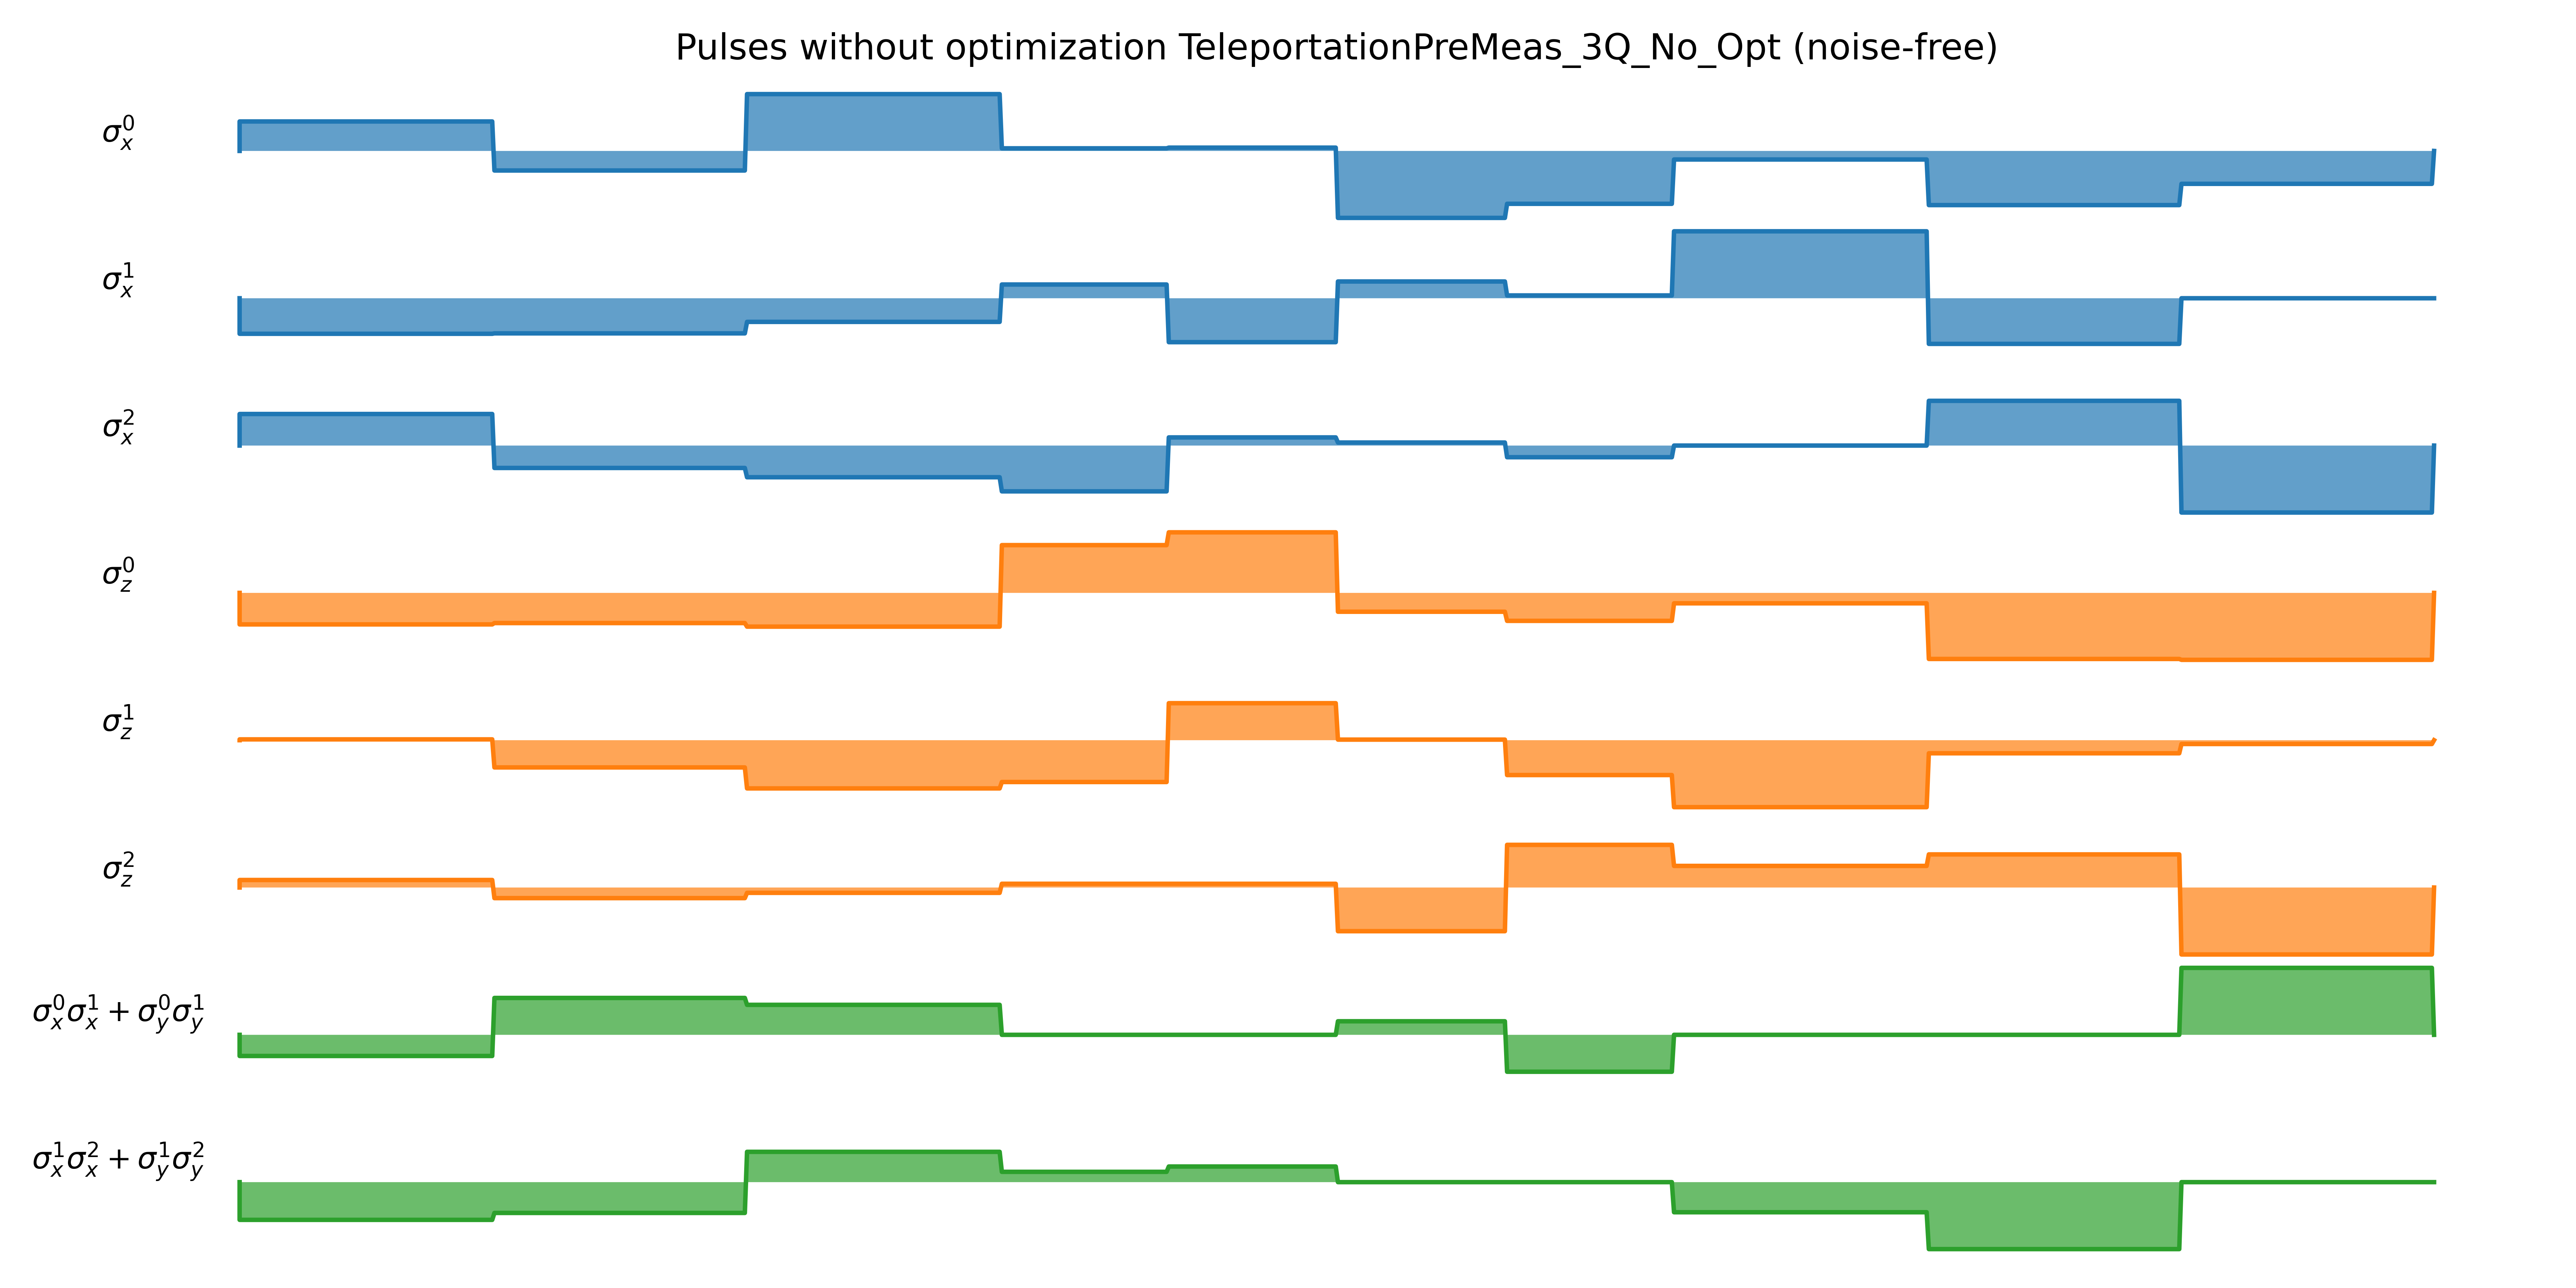 Pulses without optimization TeleportationPreMeas_3Q_No_Opt (noise-free)
σ_x^0
σ_x^1
σ_x^2
σ_z^0
σ_z^1
σ_z^2
σ_x^0σ_x^1 + σ_y^0σ_y^1
σ_x^1σ_x^2 + σ_y^1σ_y^2